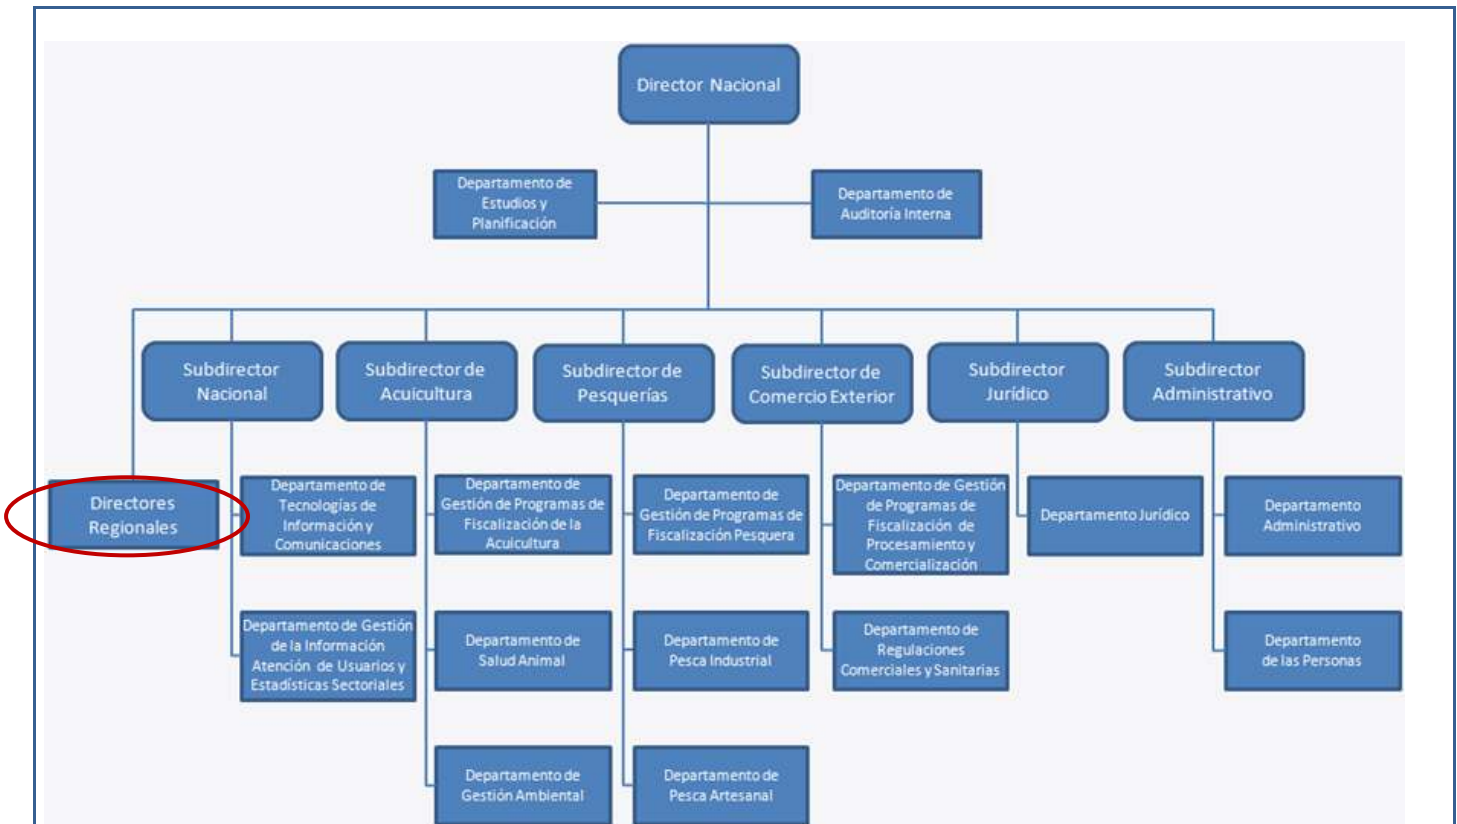 Director Nacional
Departamento de
Estudios y
Planificación
Departamento de
Auditoría Interna
Subdirector
Nacional
Subdirector de
Acuicultura
Subdirector de
Pesquerías
Subdirector de
Comercio Exterior
Subdirector
Jurídico
Subdirector
Administrativo
Directores
Regionales
Departamento de
Tecnologías de
Información y
Comunicaciones
Departamento de
Gestión de Programas de
Fiscalización de la
Acuicultura
Departamento de
Gestión de Programas de
Fiscalización Pesquera
Departamento de Gestión
de Programas de
Fiscalización de
Procesamiento y
Comercialización
Departamento Jurídico
Departamento
Administrativo
Departamento de Gestión
de la Información
Atención de Usuarios y
Estadísticas Sectoriales
Departamento de
Salud Animal
Departamento de
Pesca Industrial
Departamento de
Regulaciones
Comerciales y Sanitarias
Departamento
de las Personas
Departamento de
Gestión Ambiental
Departamento de
Pesca Artesanal